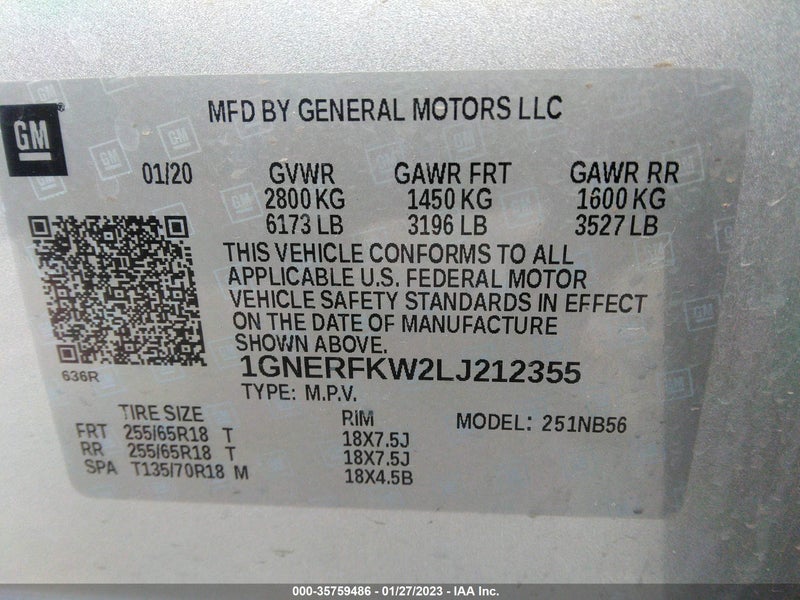 MFD BY GENERAL MOTORS LLC
GM
®
01/20 GVWR GAWR FRT GAWR RR
2800 KG 1450 KG 1600 KG
6173 LB 3196 LB 3527 LB
THIS VEHICLE CONFORMS TO ALL
APPLICABLE U.S. FEDERAL MOTOR
VEHICLE SAFETY STANDARDS IN EFFECT
ON THE DATE OF MANUFACTURE
SHOWN ABOVE.
1GNERFKW2LJ212355
636R
TYPE: M.P.V.
TIRE SIZE RIM MODEL: 251NB56
FRT 255/65R18 T 18X7.5J
RR 255/65R18 T 18X7.5J
SPA T135/70R18 M 18X4.5B
000-35759486 - 01/27/2023 - IAA Inc.